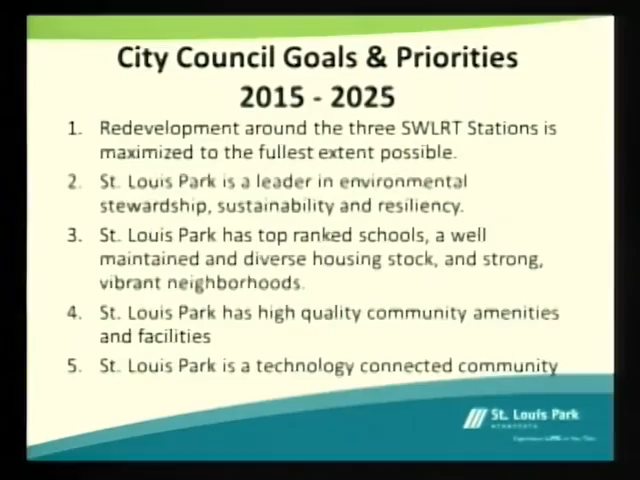 City Council Goals & Priorities
2015 - 2025
1. Redevelopment around the three SWLRT Stations is
maximized to the fullest extent possible.
2. St. Louis Park is a leader in environmental
stewardship, sustainability and resiliency.
3. St. Louis Park has top ranked schools, a well
maintained and diverse housing stock, and strong,
vibrant neighborhoods.
4. St. Louis Park has high quality community amenities
and facilities
5. St. Louis Park is a technology connected community
St. Louis Park
MINNESOTA